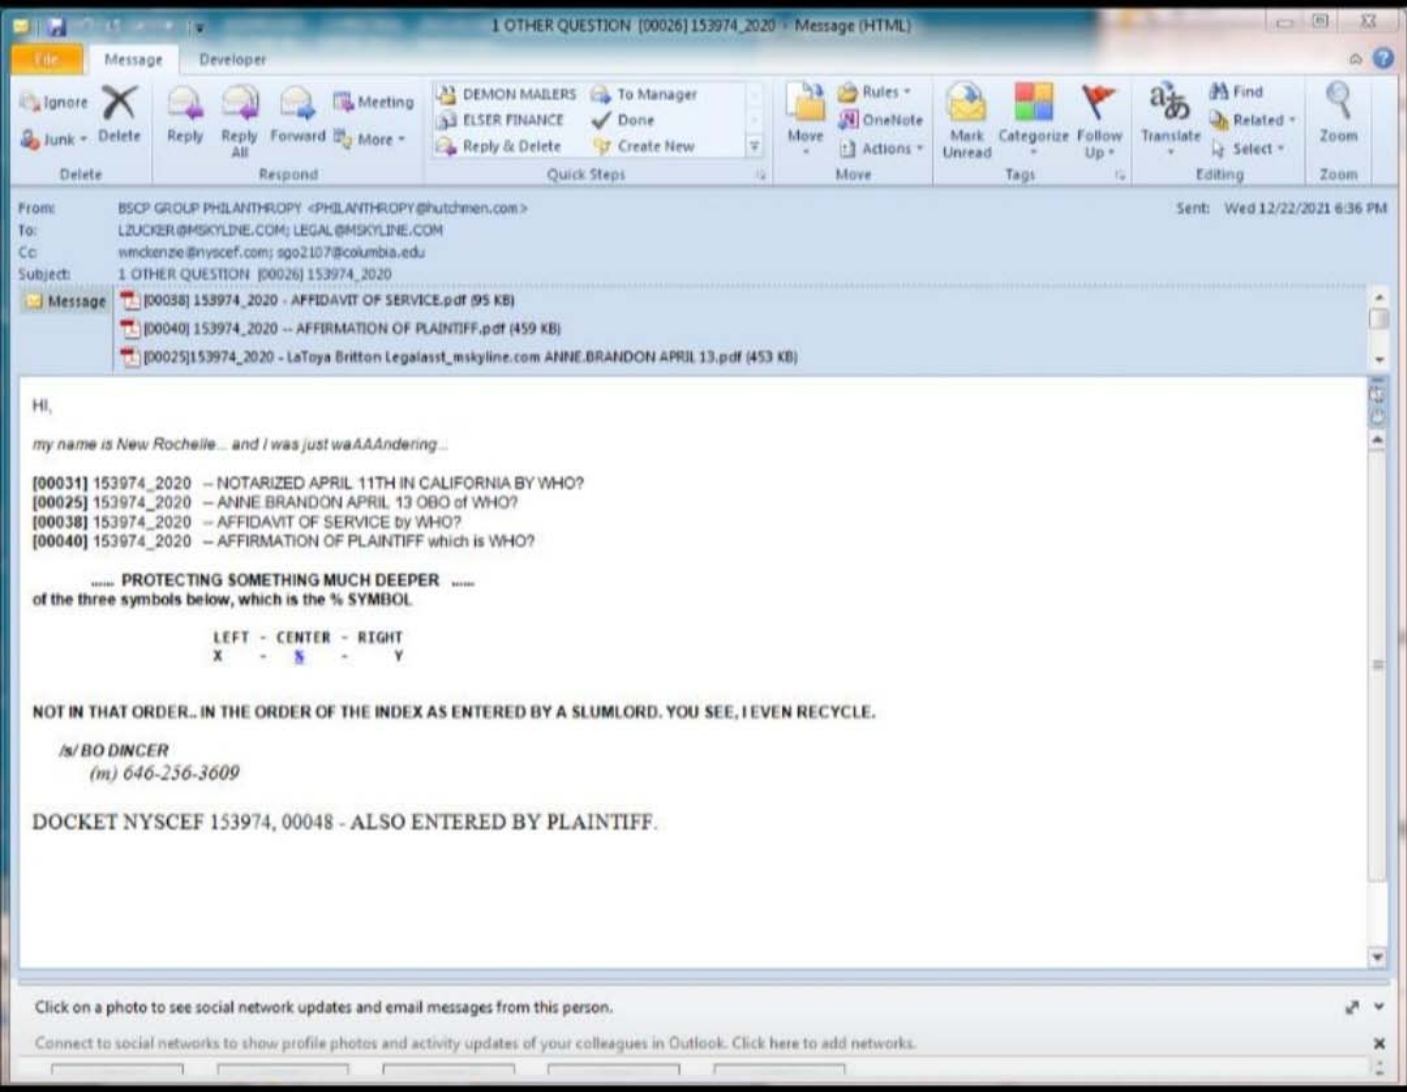 1 OTHER QUESTION [00026] 153974_2020 - Message (HTML)
File Message Developer
Ignore
Junk Delete
Reply Reply All Forward
Meeting
More
DEMON MAILERS To Manager
ELSER FINANCE Done
Reply & Delete Create New
Move
Rules
OneNote
Actions
Mark Unread Categorize Follow Up
Translate
Find
Related
Select
Zoom
Delete Respond Quick Steps Move Tags Editing Zoom
From: BSCP GROUP PHILANTHROPY <PHILANTHROPY@hutchmen.com> Sent: Wed 12/22/2021 6:36 PM
To: LZUCKER@MSKYLINE.COM; LEGAL@MSKYLINE.COM
Cc: wmckenzie@nyscef.com; sgo2107@columbia.edu
Subject: 1 OTHER QUESTION [00026] 153974_2020
Message [00038] 153974_2020 - AFFIDAVIT OF SERVICE.pdf (95 KB)
[00040] 153974_2020 -- AFFIRMATION OF PLAINTIFF.pdf (459 KB)
[00025]153974_2020 - LaToya Britton Legalasst_mskyline.com ANNE.BRANDON APRIL 13.pdf (453 KB)
HI,
my name is New Rochelle... and I was just waAAAndering...
[00031] 153974_2020 -- NOTARIZED APRIL 11TH IN CALIFORNIA BY WHO?
[00025] 153974_2020 -- ANNE.BRANDON APRIL 13 OBO of WHO?
[00038] 153974_2020 -- AFFIDAVIT OF SERVICE by WHO?
[00040] 153974_2020 -- AFFIRMATION OF PLAINTIFF which is WHO?
...... PROTECTING SOMETHING MUCH DEEPER ......
of the three symbols below, which is the % SYMBOL
LEFT - CENTER - RIGHT
X - % - Y
NOT IN THAT ORDER.. IN THE ORDER OF THE INDEX AS ENTERED BY A SLUMLORD. YOU SEE, I EVEN RECYCLE.
/s/ BO DINCER
(m) 646-256-3609
DOCKET NYSCEF 153974, 00048 - ALSO ENTERED BY PLAINTIFF.
Click on a photo to see social network updates and email messages from this person.
Connect to social networks to show profile photos and activity updates of your colleagues in Outlook. Click here to add networks.